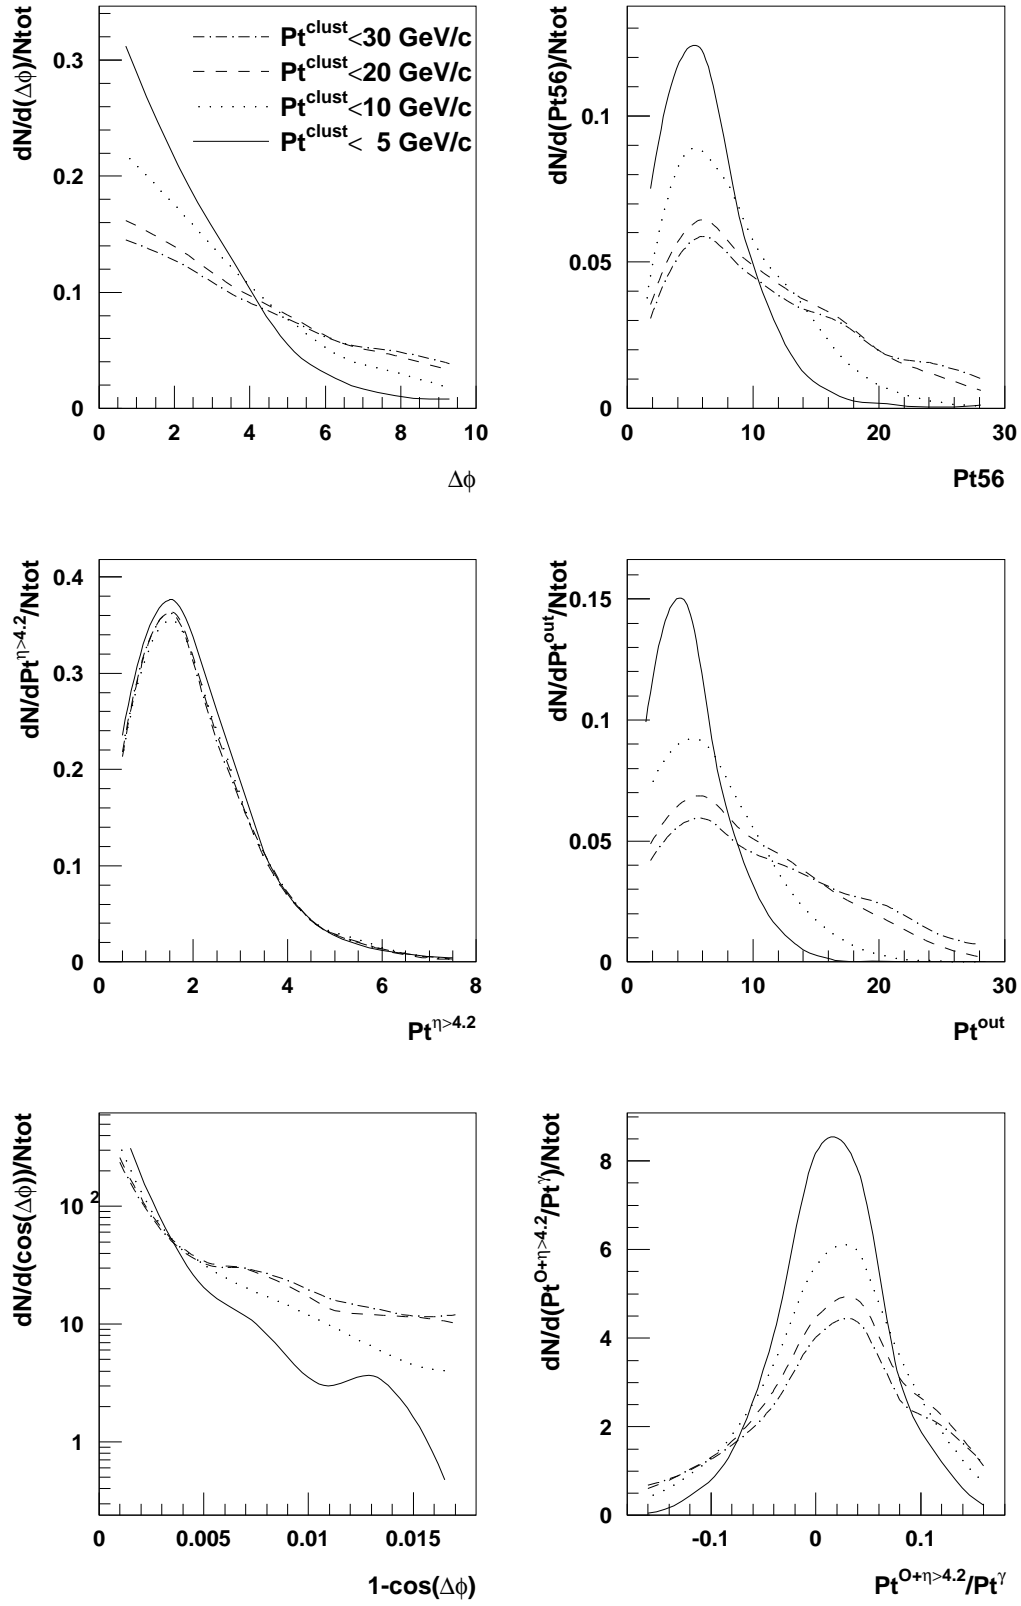 dN/d(Δϕ)/Ntot
Pt^clust<30 GeV/c
Pt^clust<20 GeV/c
Pt^clust<10 GeV/c
Pt^clust< 5 GeV/c
0.3
0.2
0.1
0
0 2 4 6 8 10
Δϕ
dN/d(Pt56)/Ntot
0.1
0.05
0
0 10 20 30
Pt56
dN/dPt^η>4.2/Ntot
0.4
0.3
0.2
0.1
0
0 2 4 6 8
Pt^η>4.2
dN/dPt^out/Ntot
0.15
0.1
0.05
0
0 10 20 30
Pt^out
dN/d(cos(Δϕ))/Ntot
10^2
10
1
0 0.005 0.01 0.015
1-cos(Δϕ)
dN/d(Pt^O+η>4.2/Pt^γ)/Ntot
8
6
4
2
0
-0.1 0 0.1
Pt^O+η>4.2/Pt^γ